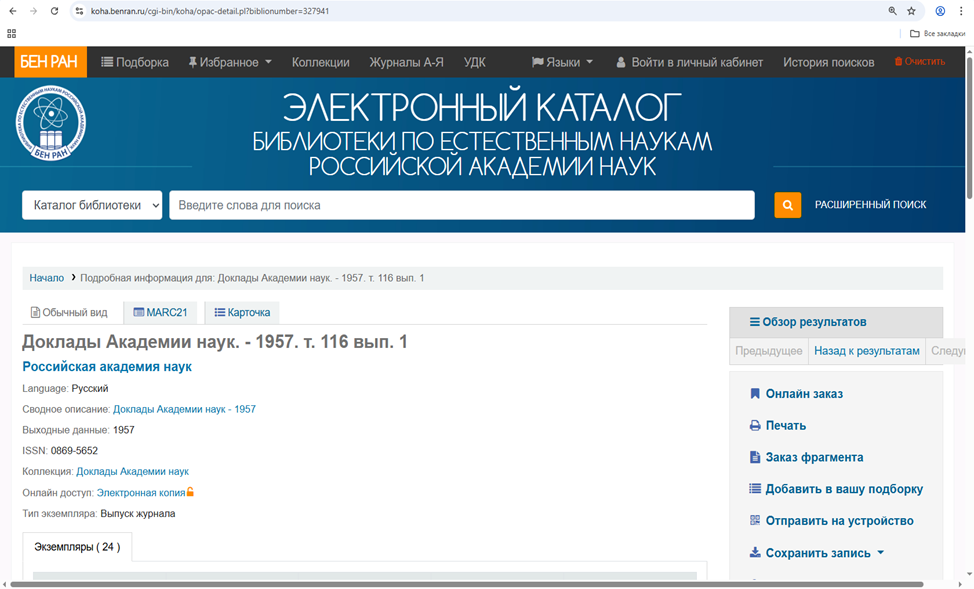 koha.benran.ru/cgi-bin/koha/opac-detail.pl?biblionumber=327941
Все закладки
БЕН РАН Подборка Избранное Коллекции Журналы А-Я УДК Языки Войти в личный кабинет История поисков Очистить
ЭЛЕКТРОННЫЙ КАТАЛОГ
БИБЛИОТЕКИ ПО ЕСТЕСТВЕННЫМ НАУКАМ
РОССИЙСКОЙ АКАДЕМИИ НАУК
БЕН РАН
Каталог библиотеки Введите слова для поиска РАСШИРЕННЫЙ ПОИСК
Начало Подробная информация для: Доклады Академии наук. - 1957. т. 116 вып. 1
Обычный вид MARC21 Карточка
Доклады Академии наук. - 1957. т. 116 вып. 1
Российская академия наук
Language: Русский
Сводное описание: Доклады Академии наук - 1957
Выходные данные: 1957
ISSN: 0869-5652
Коллекция: Доклады Академии наук
Онлайн доступ: Электронная копия
Тип экземпляра: Выпуск журнала
Экземпляры ( 24 )
Обзор результатов
Предыдущее Назад к результатам Следу
Онлайн заказ
Печать
Заказ фрагмента
Добавить в вашу подборку
Отправить на устройство
Сохранить запись